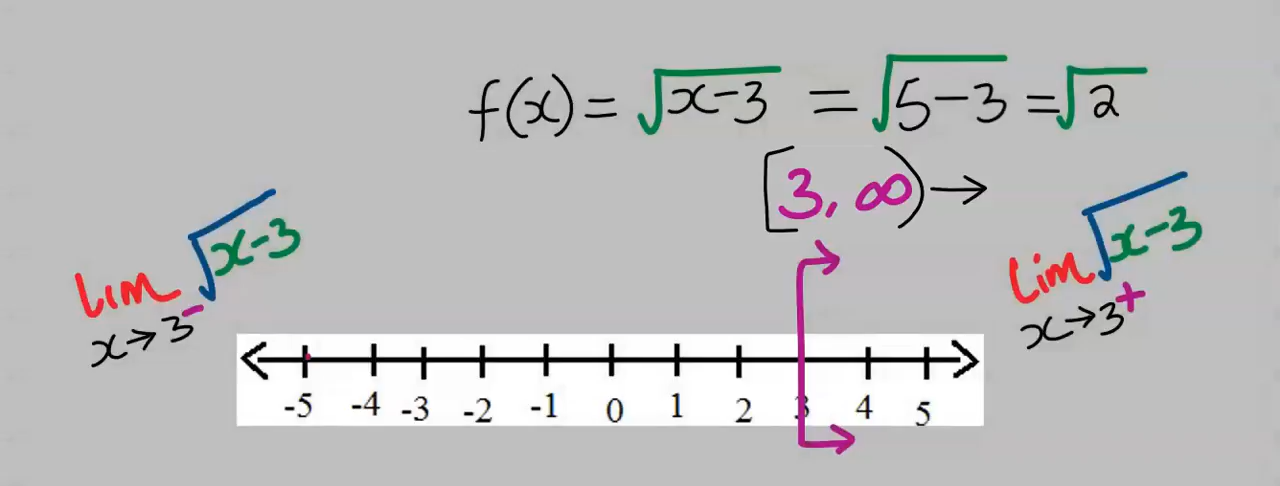 f(x) = √x-3 = √5-3 = √2
[3, ∞) →
lim √x-3
x→3⁻
lim √x-3
x→3⁺
-5 -4 -3 -2 -1 0 1 2 3 4 5